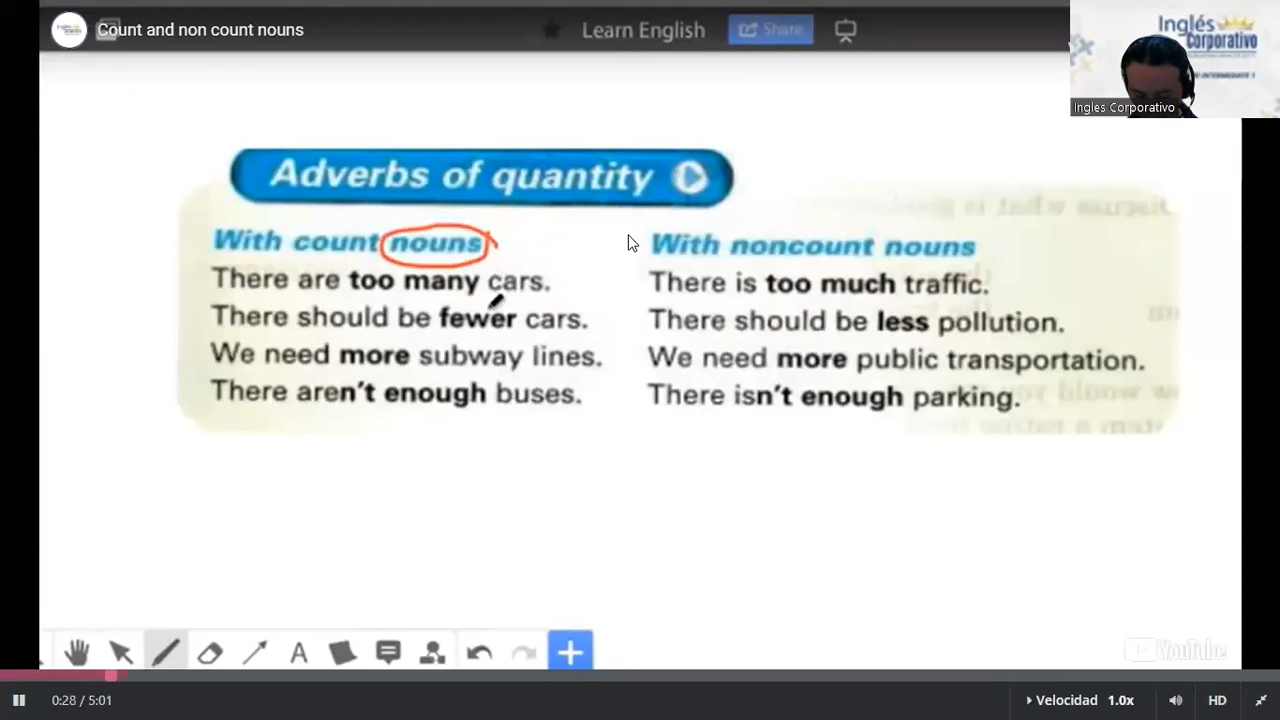 Count and non count nouns
Learn English
Share
Inglés
Corporativo
Ingles Corporativo
Adverbs of quantity
With count nouns
There are too many cars.
There should be fewer cars.
We need more subway lines.
There aren't enough buses.
With noncount nouns
There is too much traffic.
There should be less pollution.
We need more public transportation.
There isn't enough parking.
YouTube
0:28 / 5:01
Velocidad 1.0x
HD